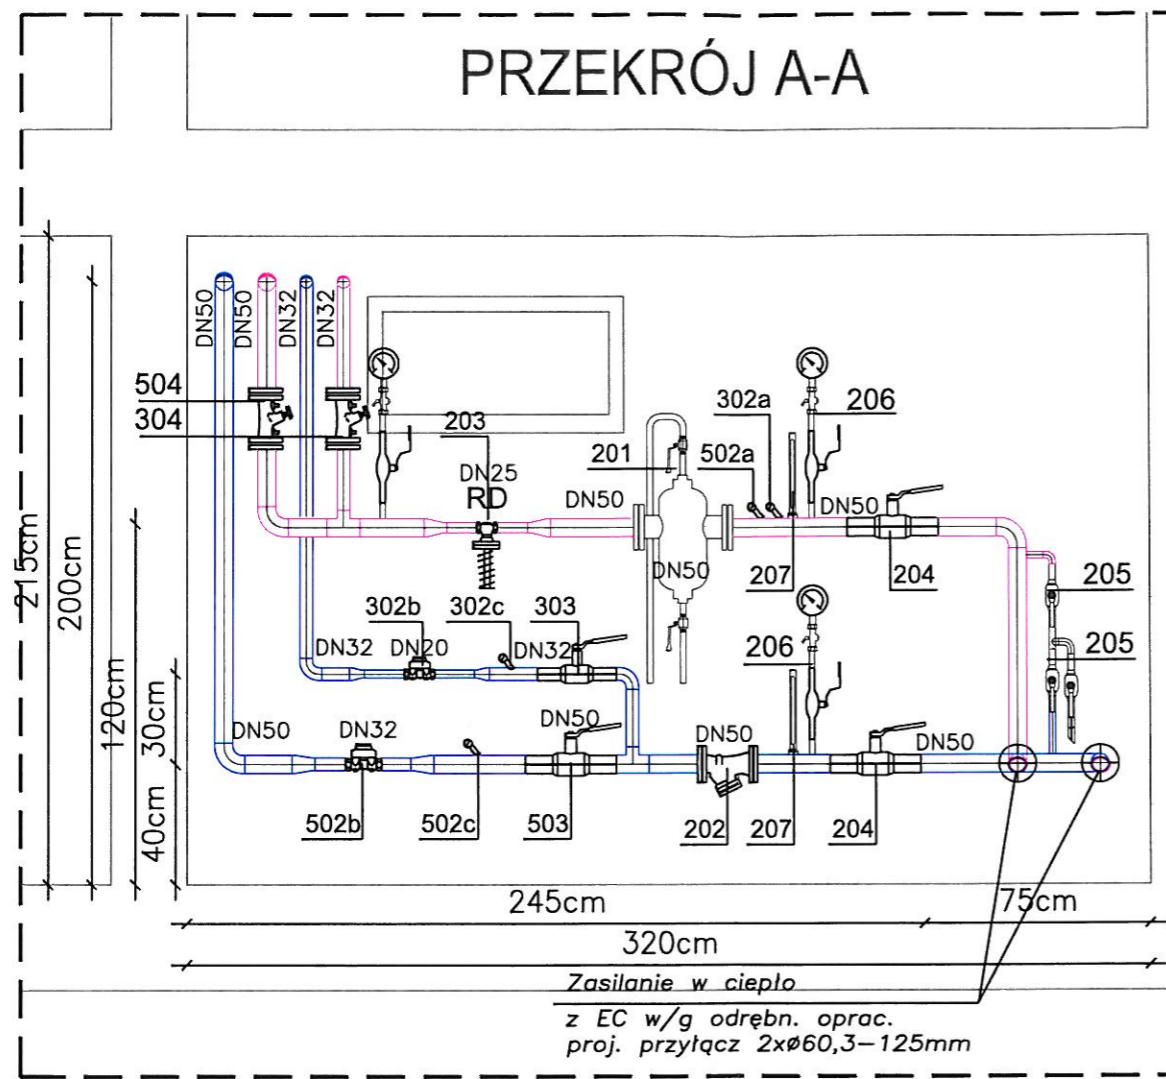 PRZEKRÓJ A-A
DN50
DN50
DN32
DN32
504
304
203
DN25
RD
201
DN50
302a
502a
206
DN50
DN50
207
204
205
205
302b
302c
303
DN32
DN20
DN32
206
DN50
DN32
DN50
DN50
DN50
502b
502c
503
202
207
204
215cm
200cm
120cm
30cm
40cm
245cm
75cm
320cm
Zasilanie w ciepło
z EC w/g odrębn. oprac.
proj. przyłącz 2xø60,3-125mm